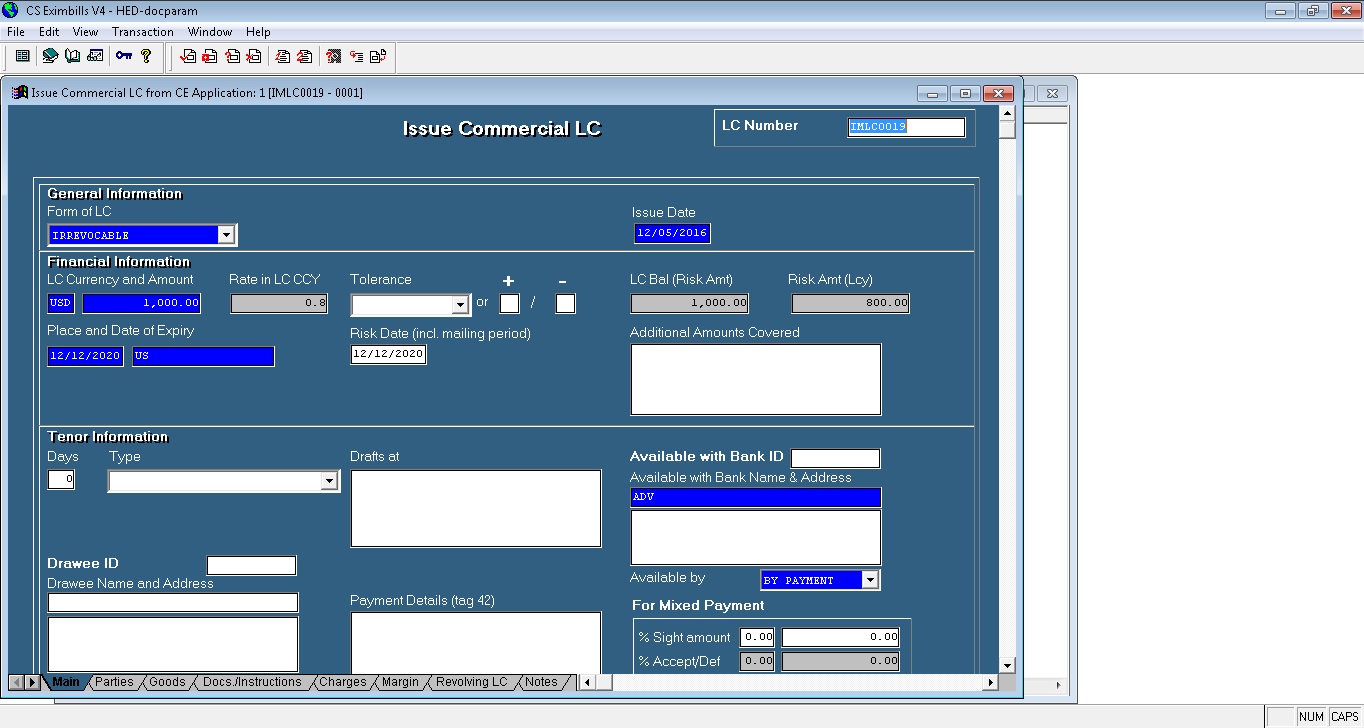 CS Eximbills V4 - HED-docparam
File Edit View Transaction Window Help
Issue Commercial LC from CE Application: 1 [IMLC0019 - 0001]
Issue Commercial LC
LC Number IMLC0019
General Information
Form of LC Issue Date
IRREVOCABLE 12/05/2016
Financial Information
LC Currency and Amount Rate in LC CCY Tolerance + - LC Bal (Risk Amt) Risk Amt (Lcy)
USD 1,000.00 0.8 or / 1,000.00 800.00
Place and Date of Expiry Risk Date (incl. mailing period) Additional Amounts Covered
12/12/2020 US 12/12/2020
Tenor Information
Days Type Drafts at Available with Bank ID
0 Available with Bank Name & Address
ADV
Drawee ID
Drawee Name and Address Available by BY PAYMENT
Payment Details (tag 42) For Mixed Payment
% Sight amount 0.00 0.00
% Accept/Def 0.00 0.00
Main Parties Goods Docs./Instructions Charges Margin Revolving LC Notes
NUM CAPS